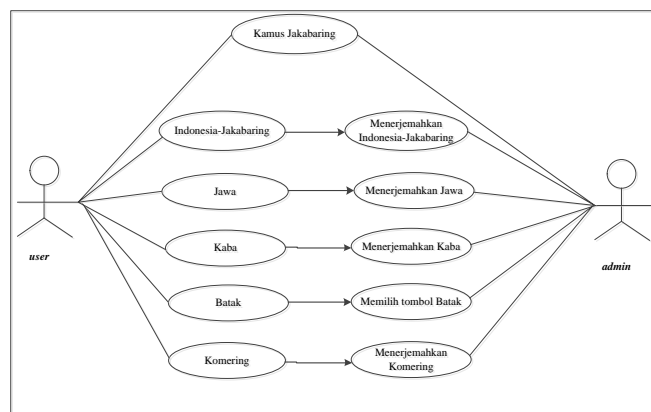 Kamus Jakabaring
Indonesia-Jakabaring
Menerjemahkan
Indonesia-Jakabaring
Jawa
Menerjemahkan Jawa
Kaba
Menerjemahkan Kaba
user
admin
Batak
Memilih tombol Batak
Komering
Menerjemahkan
Komering